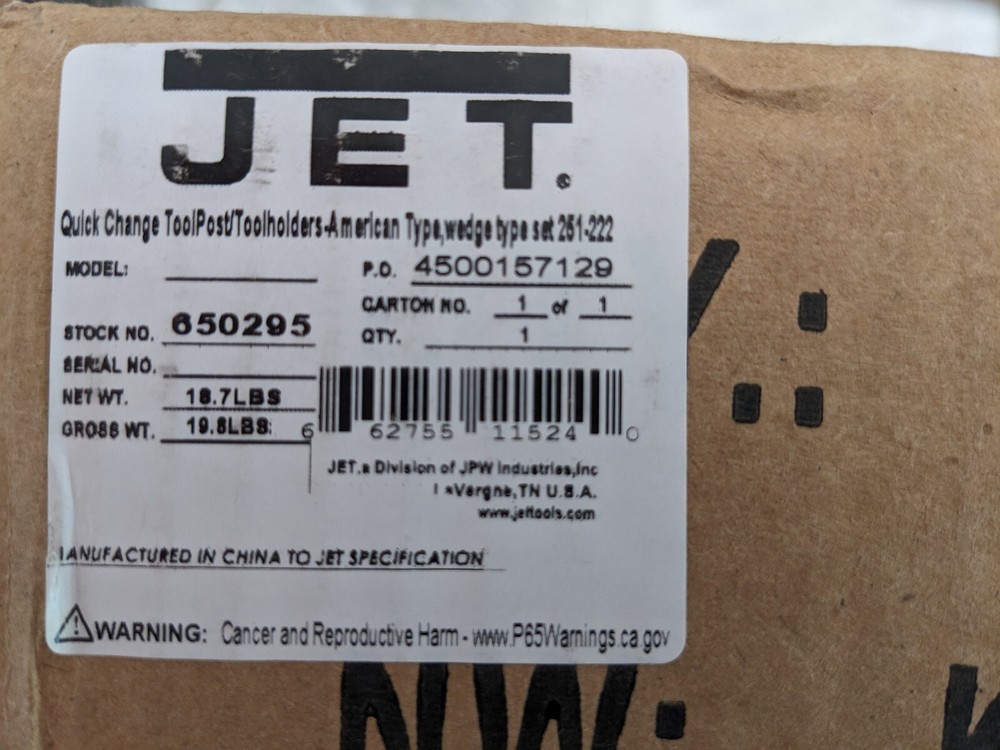 JET®
Quick Change ToolPost/Toolholders-American Type,wedge type set 251-222
MODEL:
P.O. 4500157129
CARTON NO. 1 of 1
STOCK NO. 650295
QTY. 1
SERIAL NO.
NET WT. 18.7LBS
GROSS WT. 19.8LBS
6 62755 11524 0
JET.a Division of JPW Industries,Inc
Vergne,TN U.S.A.
www.jettools.com
MANUFACTURED IN CHINA TO JET SPECIFICATION
WARNING: Cancer and Reproductive Harm - www.P65Warnings.ca.gov